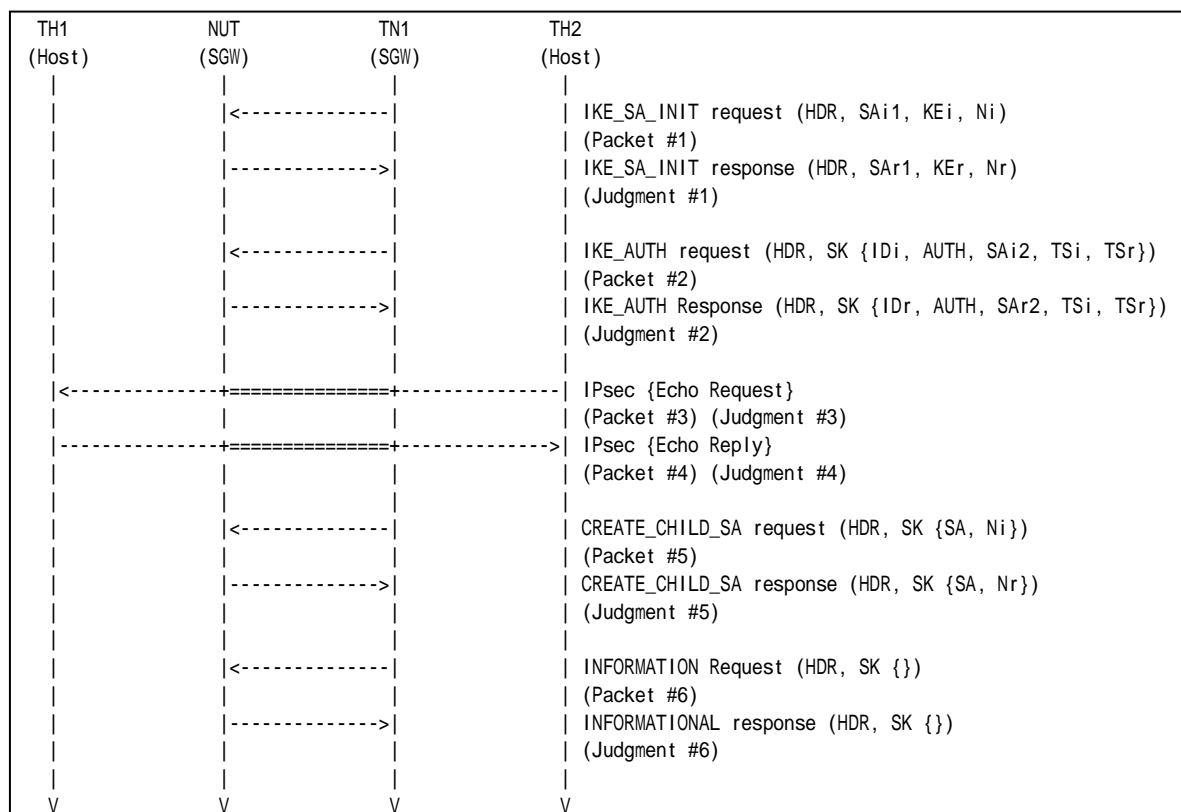 TH1 NUT TN1 TH2
(Host) (SGW) (SGW) (Host)
| | | |
| |<--------------| | IKE_SA_INIT request (HDR, SAi1, KEi, Ni)
| | | | (Packet #1)
| |-------------->| | IKE_SA_INIT response (HDR, SAr1, KEr, Nr)
| | | | (Judgment #1)
| | | |
| |<--------------| | IKE_AUTH request (HDR, SK {IDi, AUTH, SAi2, TSi, TSr})
| | | | (Packet #2)
| |-------------->| | IKE_AUTH Response (HDR, SK {IDr, AUTH, SAr2, TSi, TSr})
| | | | (Judgment #2)
| | | |
|<--------------+===============+--------------| IPsec {Echo Request}
| | | | (Packet #3) (Judgment #3)
|---------------+===============+------------->| IPsec {Echo Reply}
| | | | (Packet #4) (Judgment #4)
| | | |
| |<--------------| | CREATE_CHILD_SA request (HDR, SK {SA, Ni})
| | | | (Packet #5)
| |-------------->| | CREATE_CHILD_SA response (HDR, SK {SA, Nr})
| | | | (Judgment #5)
| | | |
| |<--------------| | INFORMATION Request (HDR, SK {})
| | | | (Packet #6)
| |-------------->| | INFORMATIONAL response (HDR, SK {})
| | | | (Judgment #6)
| | | |
V V V V